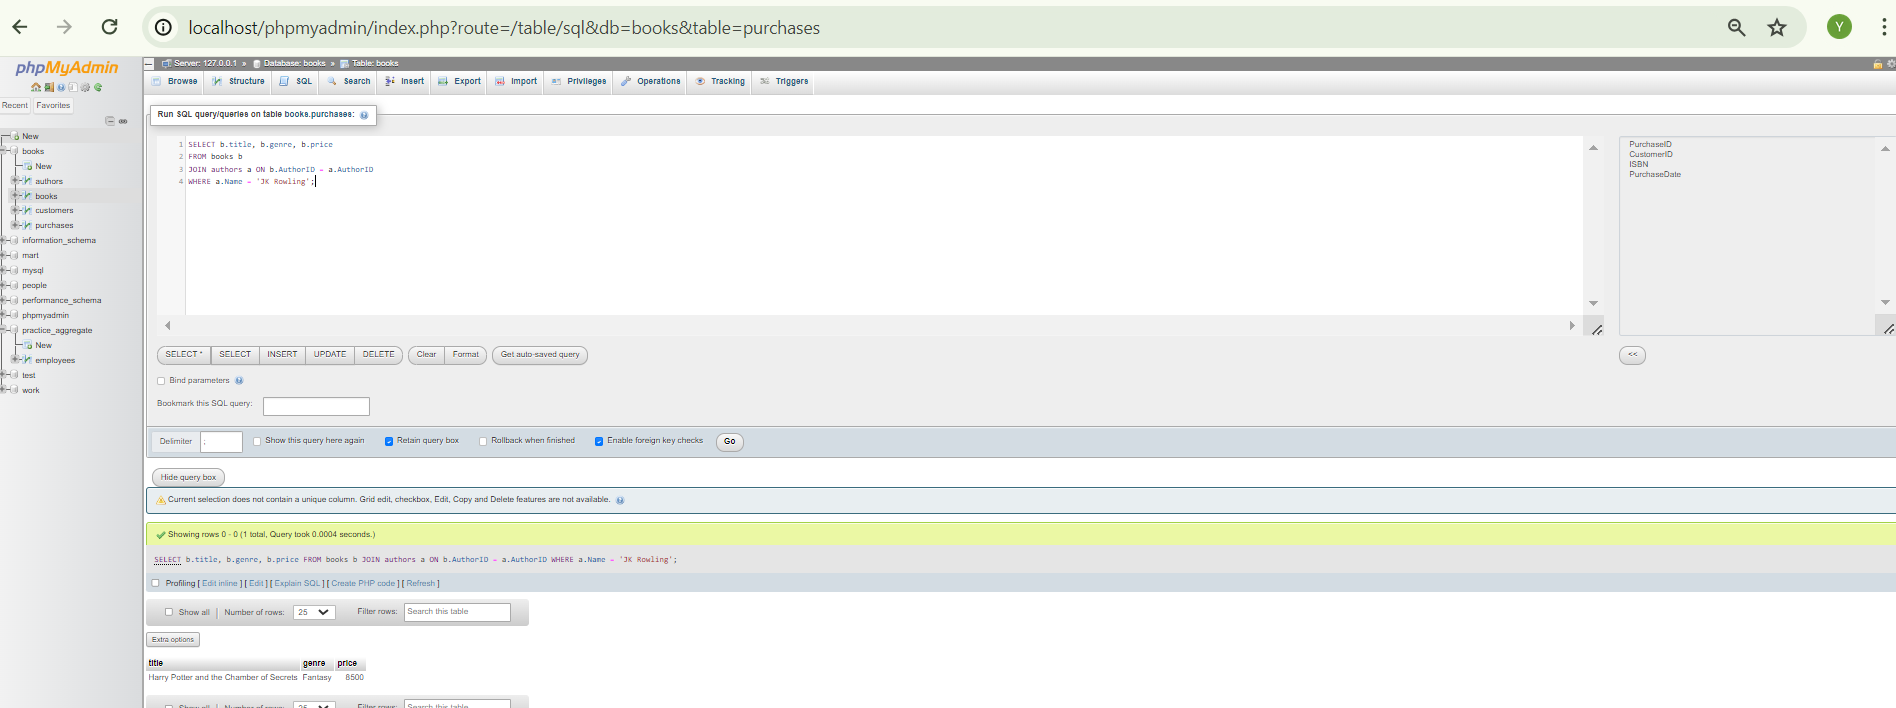 localhost/phpmyadmin/index.php?route=/table/sql&db=books&table=purchases
Y
phpMyAdmin
Recent Favorites
New
books
New
authors
books
customers
purchases
information_schema
mart
mysql
people
performance_schema
phpmyadmin
practice_aggregate
New
employees
test
work
Server: 127.0.0.1 » Database: books » Table: books
Browse Structure SQL Search Insert Export Import Privileges Operations Tracking Triggers
Run SQL query/queries on table books.purchases:
1 SELECT b.title, b.genre, b.price
2 FROM books b
3 JOIN authors a ON b.AuthorID = a.AuthorID
4 WHERE a.Name = 'JK Rowling';
PurchaseID
CustomerID
ISBN
PurchaseDate
SELECT * SELECT INSERT UPDATE DELETE Clear Format Get auto-saved query
<<
Bind parameters
Bookmark this SQL query:
Delimiter ; Show this query here again Retain query box Rollback when finished Enable foreign key checks Go
Hide query box
Current selection does not contain a unique column. Grid edit, checkbox, Edit, Copy and Delete features are not available.
Showing rows 0 - 0 (1 total, Query took 0.0004 seconds.)
SELECT b.title, b.genre, b.price FROM books b JOIN authors a ON b.AuthorID = a.AuthorID WHERE a.Name = 'JK Rowling';
Profiling [ Edit inline ] [ Edit ] [ Explain SQL ] [ Create PHP code ] [ Refresh ]
Show all | Number of rows: 25 Filter rows: Search this table
Extra options
title genre price
Harry Potter and the Chamber of Secrets Fantasy 8500
Show all | Number of rows: 25 Filter rows: Search this table